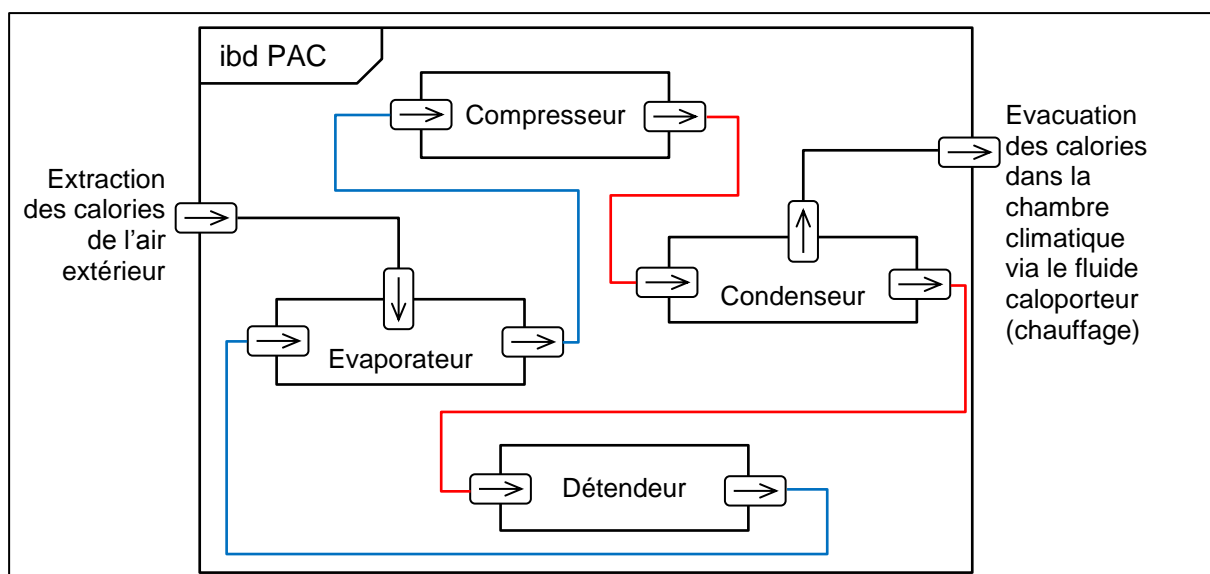 ibd PAC
Compresseur
Extraction
des calories
de l’air
extérieur
Evacuation
des calories
dans la
chambre
climatique
via le fluide
caloporteur
(chauffage)
Condenseur
Evaporateur
Détendeur